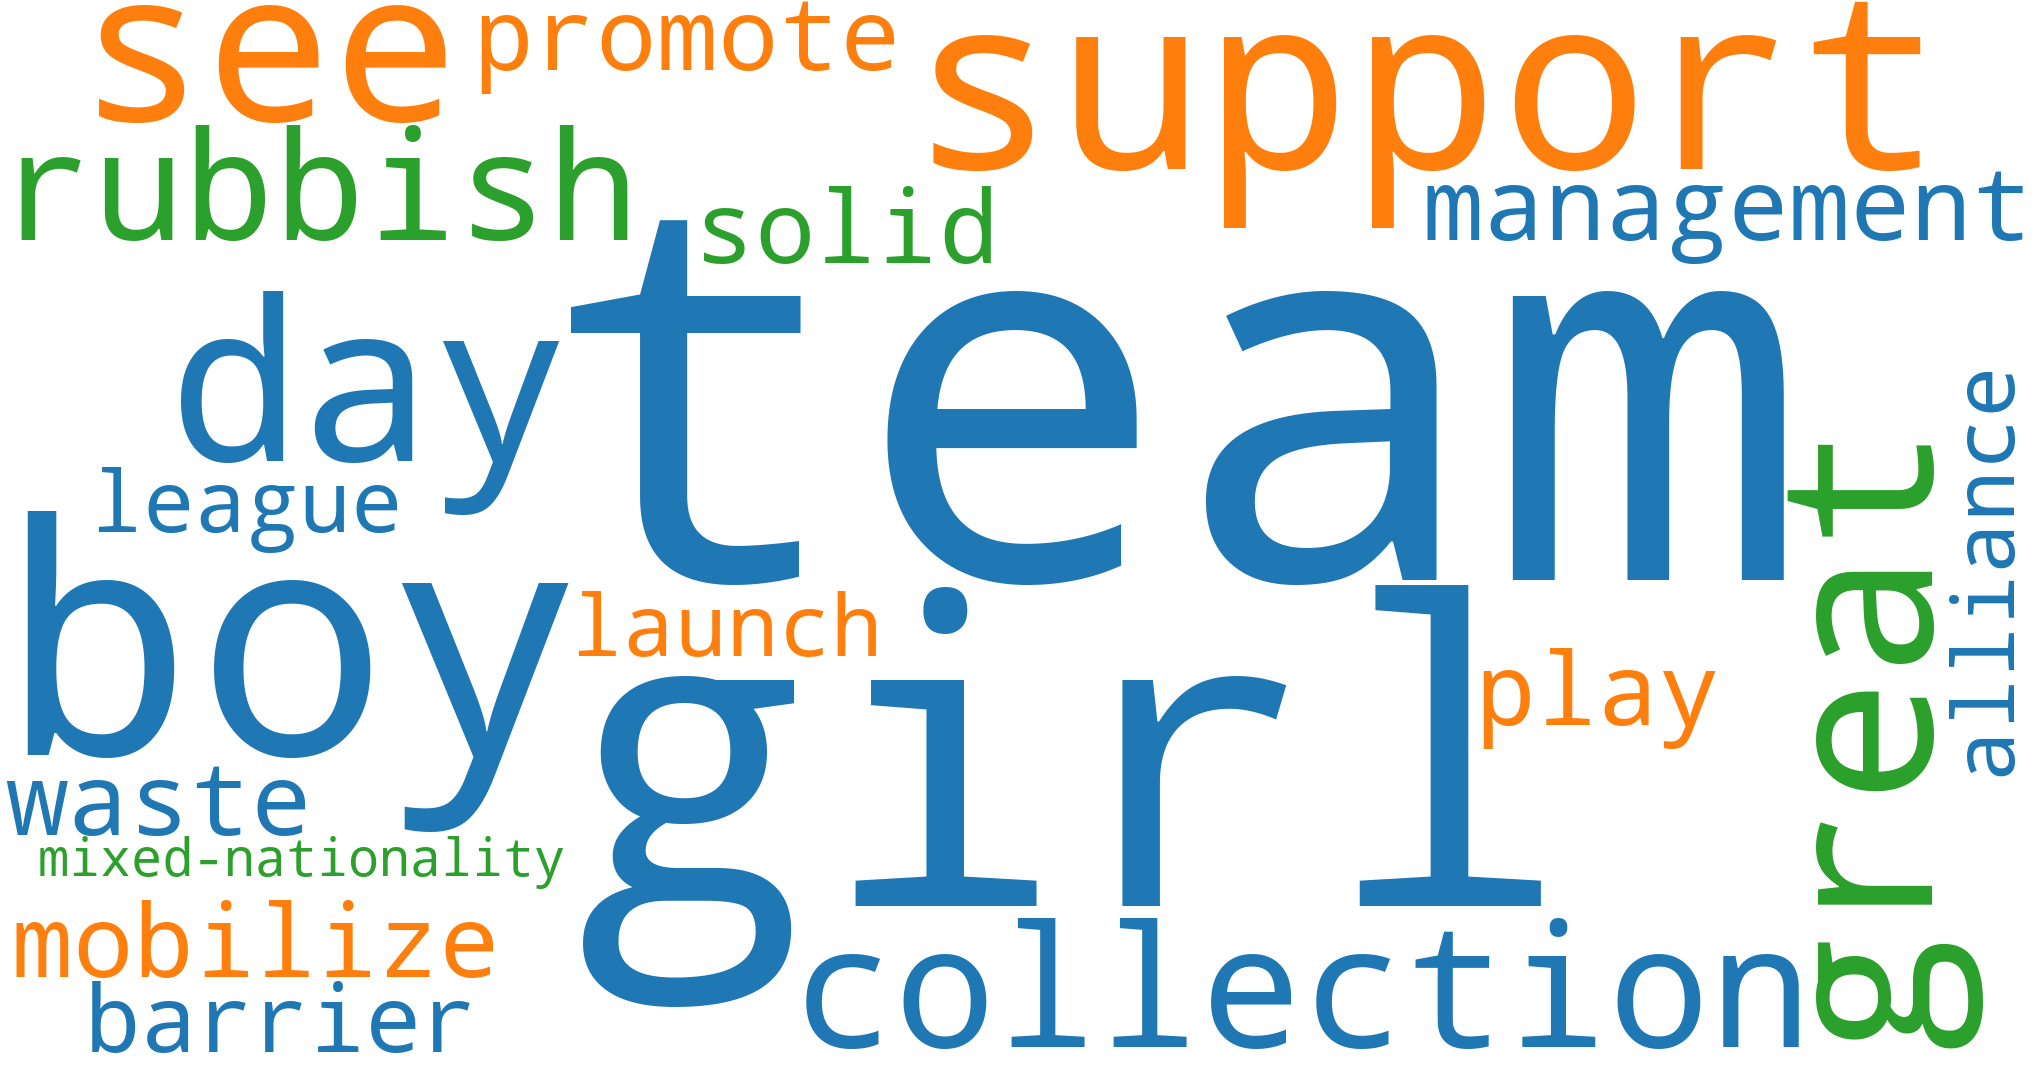 see
promote
support
rubbish
solid
management
day
team
league
alliance
great
boy
launch
girl
play
waste
mixed-nationality
mobilize
collection
barrier